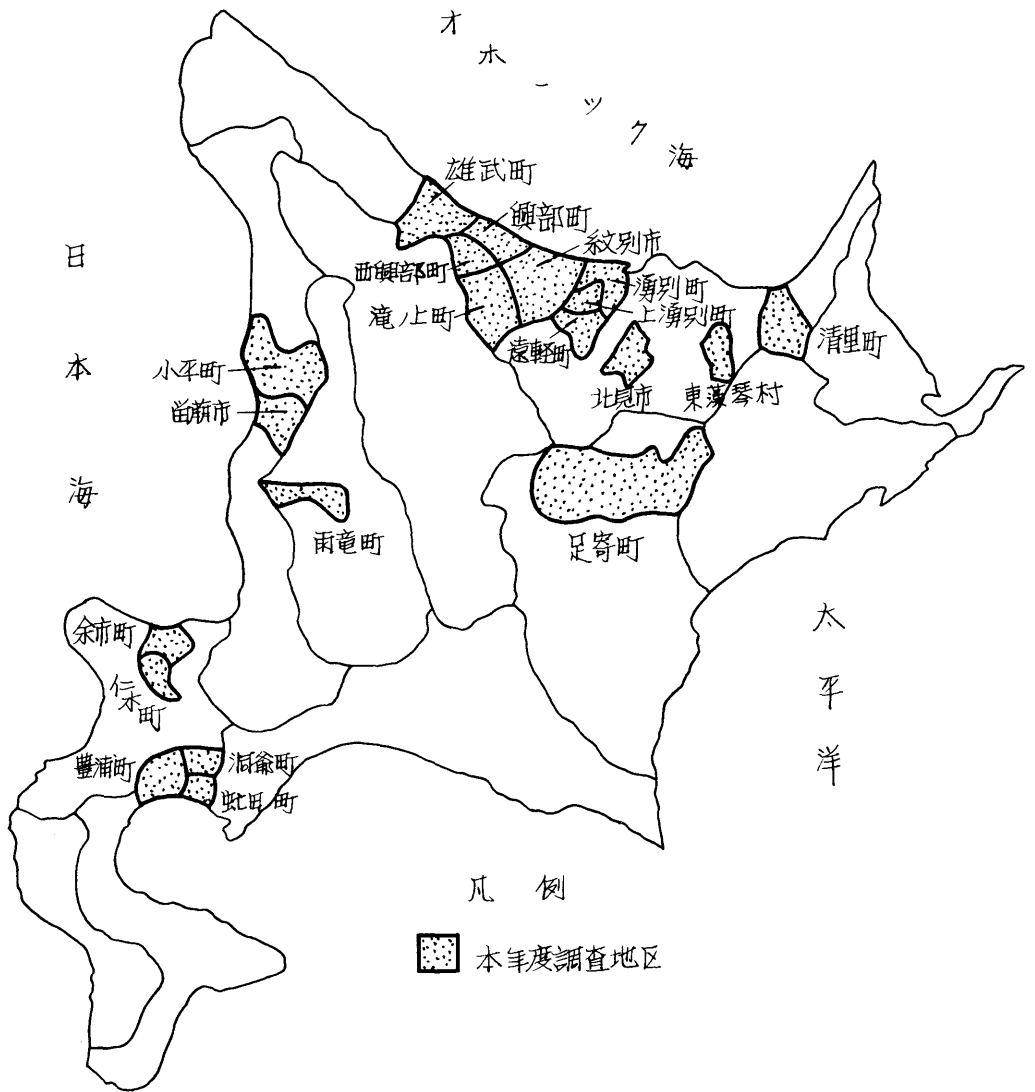 オホーツク海
雄武町
興部町
紋別市
西興部町
湧別町
滝ノ上町
上湧別町
遠軽町
清里町
北見市
東藻琴村
日本海
小平町
留萌市
雨竜町
足寄町
太平洋
余市町
仁木町
豊浦町
洞爺町
虻田町
凡例
本年度調査地区